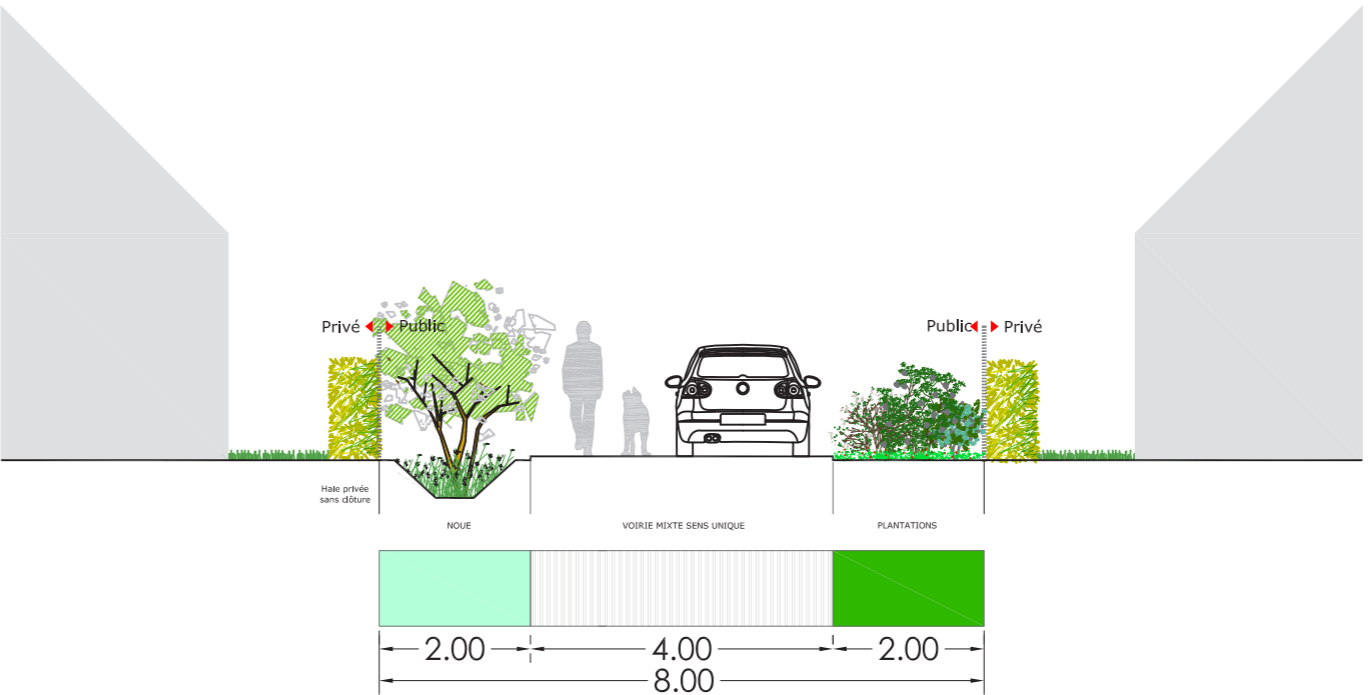 Privé Public
Public Privé
Haie privée
sans clôture
NOUE
VOIRIE MIXTE SENS UNIQUE
PLANTATIONS
2.00
4.00
2.00
8.00